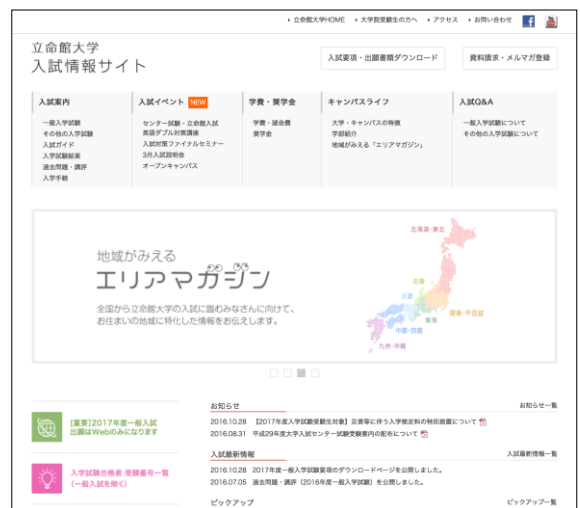 立命館大学HOME 大学院受験生の方へ アクセス お問い合わせ
立命館大学
入試情報サイト
入試要項・出願書類ダウンロード 資料請求・メルマガ登録
入試案内
一般入学試験
その他の入学試験
入試ガイド
入学試験結果
過去問題・講評
入学手続
入試イベント NEW
センター試験・立命館入試
英語ダブル対策講座
入試対策ファイナルセミナー
3月入試説明会
オープンキャンパス
学費・奨学金
学費・諸会費
奨学金
キャンパスライフ
大学・キャンパスの特徴
学部紹介
地域がみえる「エリアマガジン」
入試Q&A
一般入学試験について
その他の入学試験について
地域がみえる
エリアマガジン
全国から立命館大学の入試に臨むみなさんに向けて、
お住まいの地域に特化した情報をお伝えします。
北海道・東北
北陸
近畿
関東・甲信越
東海
中国・四国
九州・沖縄
[重要]2017年度一般入試
出願はWebのみになります
入学試験合格者 受験番号一覧
(一般入試を除く)
お知らせ お知らせ一覧
2016.10.28 【2017年度入学試験受験生対象】災害等に伴う入学検定料の特別措置について
2016.08.31 平成29年度大学入試センター試験受験案内の配布について
入試最新情報 入試最新情報一覧
2016.10.28 2017年度一般入学試験要項のダウンロードページを公開しました。
2016.07.05 過去問題・講評（2016年度一般入学試験）を公開しました。
ピックアップ ピックアップ一覧